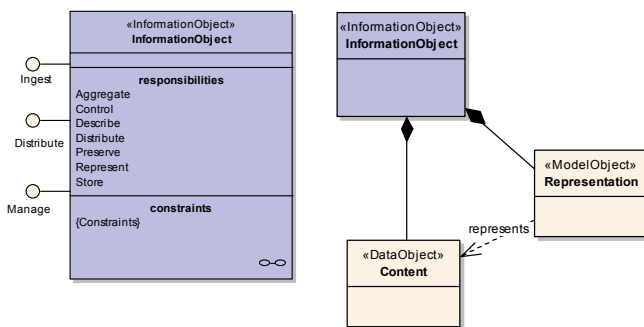 «InformationObject»
InformationObject
Ingest
Distribute
Manage
responsibilities
Aggregate
Control
Describe
Distribute
Preserve
Represent
Store
constraints
{Constraints}
«InformationObject»
InformationObject
«ModelObject»
Representation
represents
«DataObject»
Content